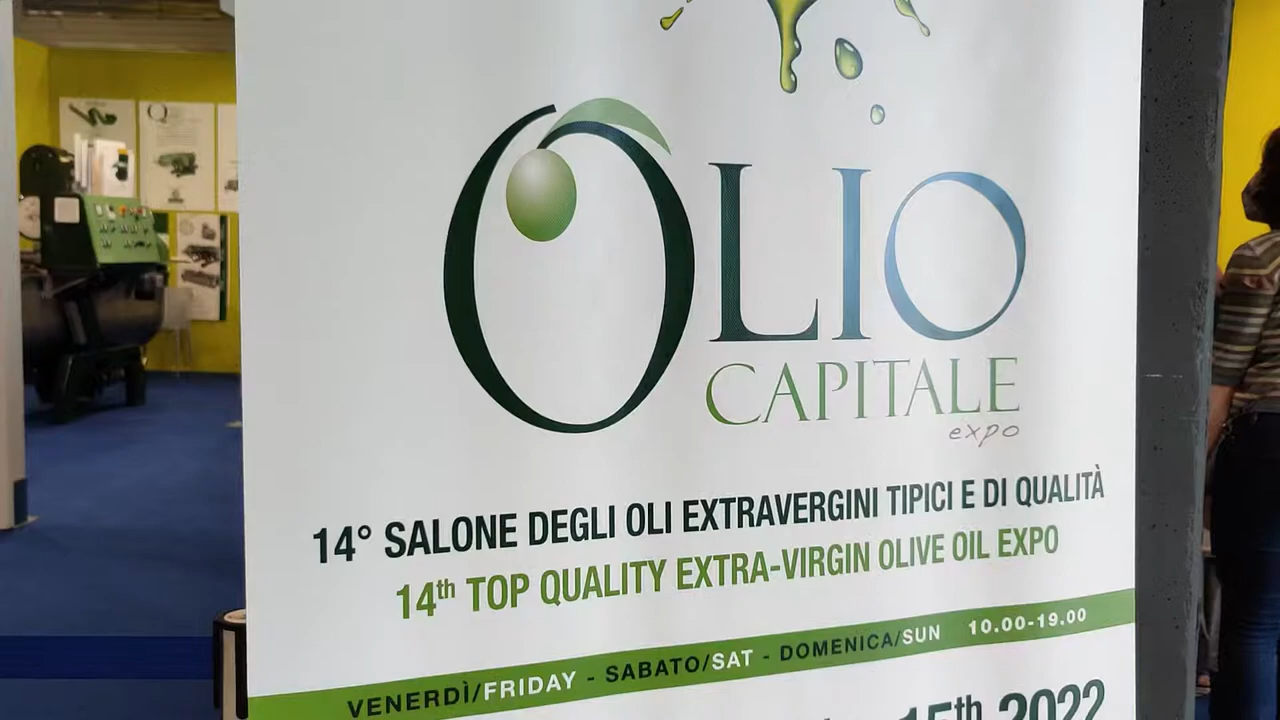 OLIO
CAPITALE
expo
14° SALONE DEGLI OLI EXTRAVERGINI TIPICI E DI QUALITÀ
14th TOP QUALITY EXTRA-VIRGIN OLIVE OIL EXPO
VENERDÌ/FRIDAY - SABATO/SAT - DOMENICA/SUN 10.00-19.00
15th 2022